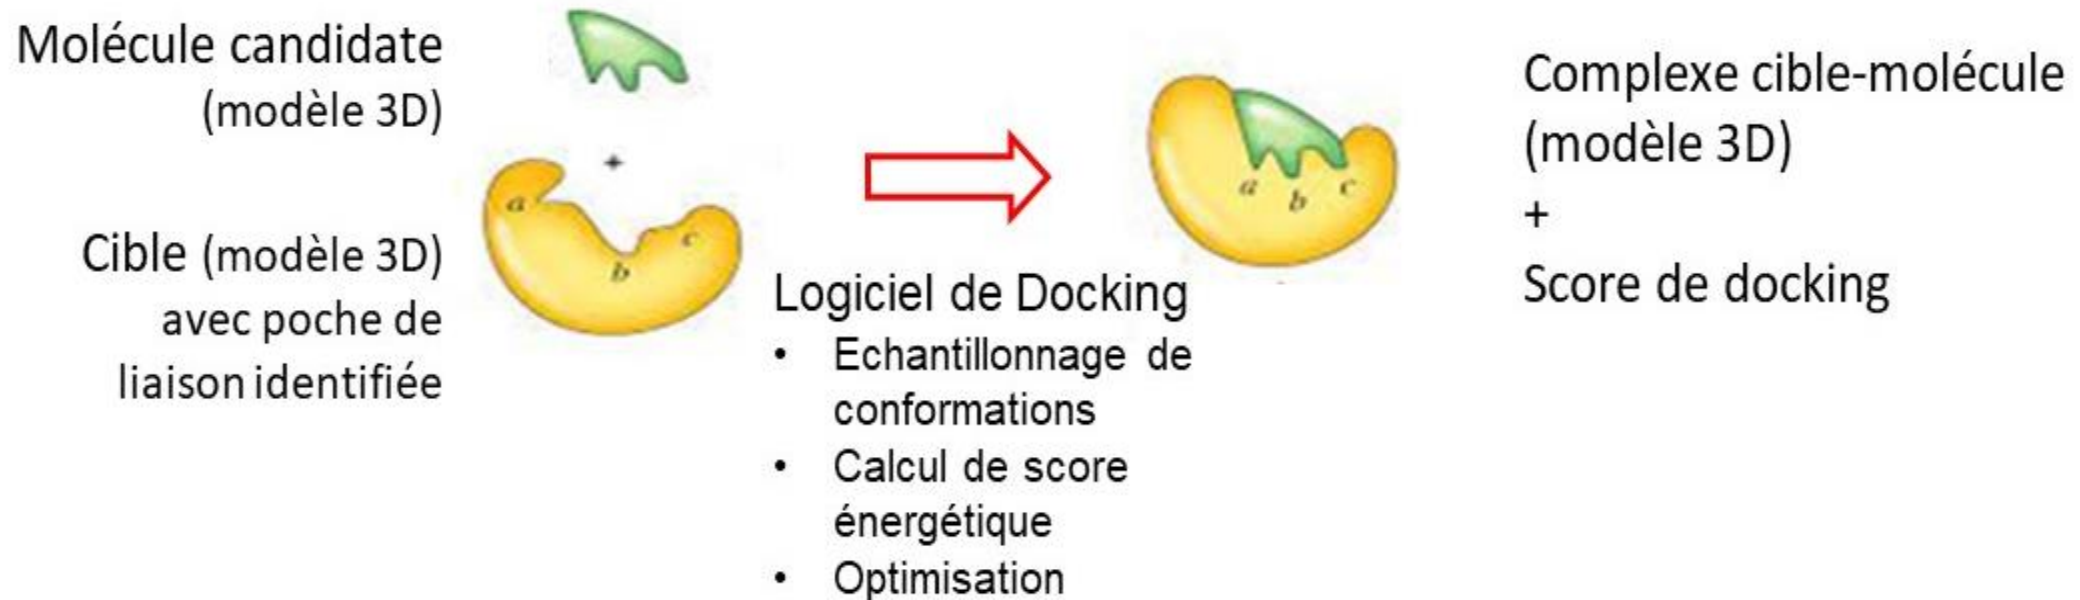 Molécule candidate
(modèle 3D)
+
Cible (modèle 3D)
avec poche de
liaison identifiée
a
b
c
Logiciel de Docking
• Echantillonnage de
conformations
• Calcul de score
énergétique
• Optimisation
a
b
c
Complexe cible-molécule
(modèle 3D)
+
Score de docking